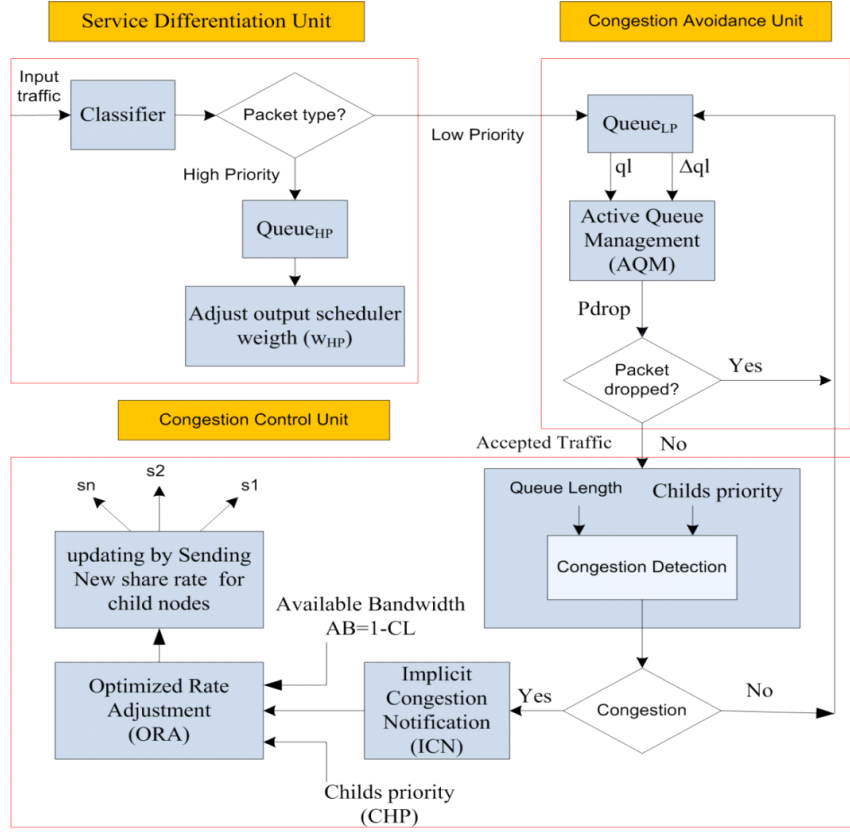 Service Differentiation Unit
Congestion Avoidance Unit
Input
traffic
Classifier
Packet type?
Low Priority
High Priority
QueueHP
Adjust output scheduler
weigth (wHP)
QueueLP
ql
Δql
Active Queue
Management
(AQM)
Pdrop
Packet
dropped?
Yes
Congestion Control Unit
Accepted Traffic
No
Queue Length
Childs priority
Congestion Detection
sn
s2
s1
updating by Sending
New share rate for
child nodes
Available Bandwidth
AB=1-CL
Optimized Rate
Adjustment
(ORA)
Implicit
Congestion
Notification
(ICN)
Yes
Congestion
No
Childs priority
(CHP)